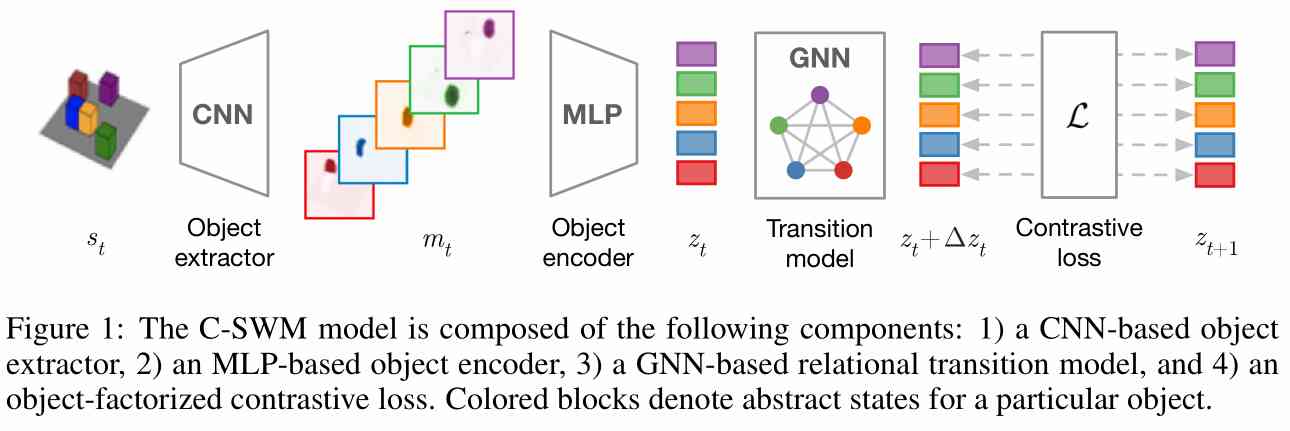 CNN
MLP
GNN
ℒ
s_t
Object
extractor
m_t
Object
encoder
z_t
Transition
model
z_t + Δz_t
Contrastive
loss
z_{t+1}
Figure 1: The C-SWM model is composed of the following components: 1) a CNN-based object
extractor, 2) an MLP-based object encoder, 3) a GNN-based relational transition model, and 4) an
object-factorized contrastive loss. Colored blocks denote abstract states for a particular object.